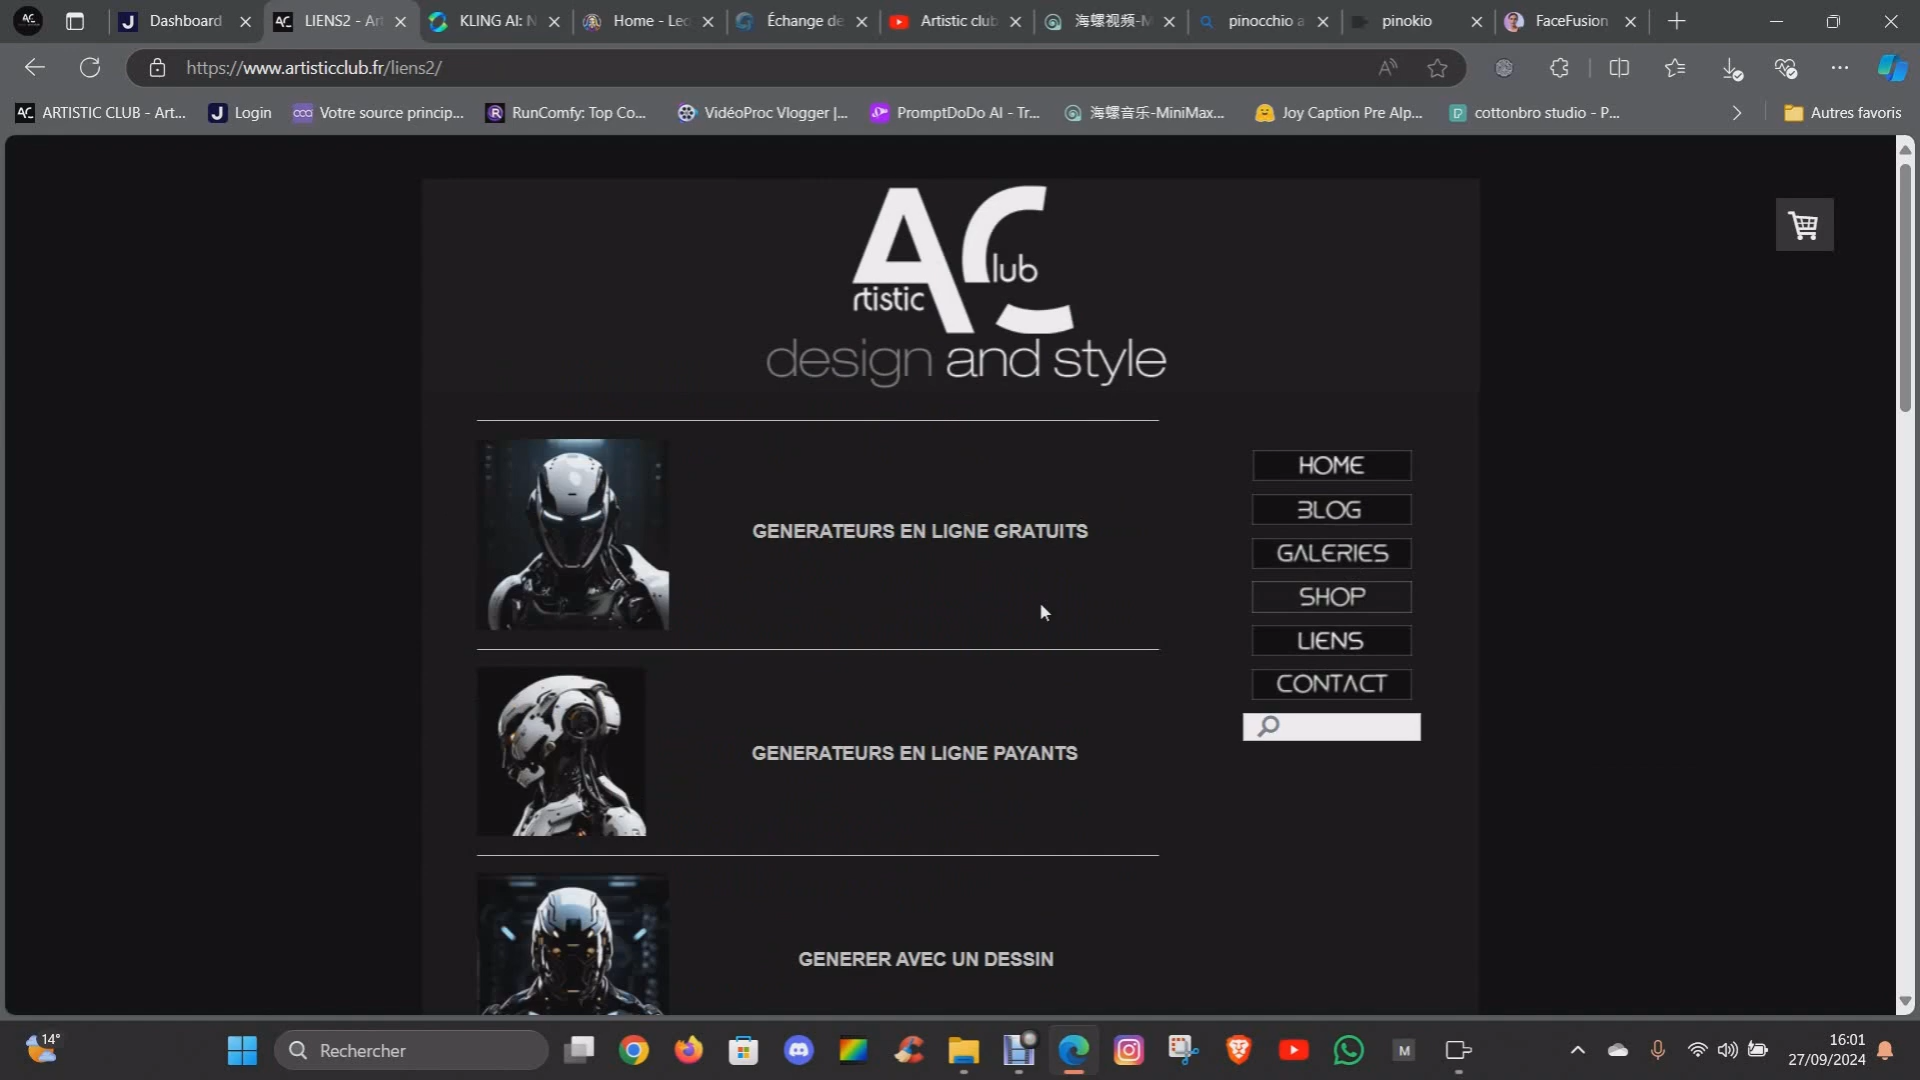 Dashboard
LIENS2 - Art
KLING AI: N
Home - Leo
Échange de
Artistic club
海螺视频-M
pinocchio a
pinokio
FaceFusion
https://www.artisticclub.fr/liens2/
ARTISTIC CLUB - Art...
Login
Votre source princip...
RunComfy: Top Co...
VidéoProc Vlogger |...
PromptDoDo AI - Tr...
海螺音乐-MiniMax...
Joy Caption Pre Alp...
cottonbro studio - P...
Autres favoris
Artistic Club
design and style
GENERATEURS EN LIGNE GRATUITS
GENERATEURS EN LIGNE PAYANTS
GENERER AVEC UN DESSIN
HOME
BLOG
GALERIES
SHOP
LIENS
CONTACT
14°
Rechercher
M
16:01
27/09/2024